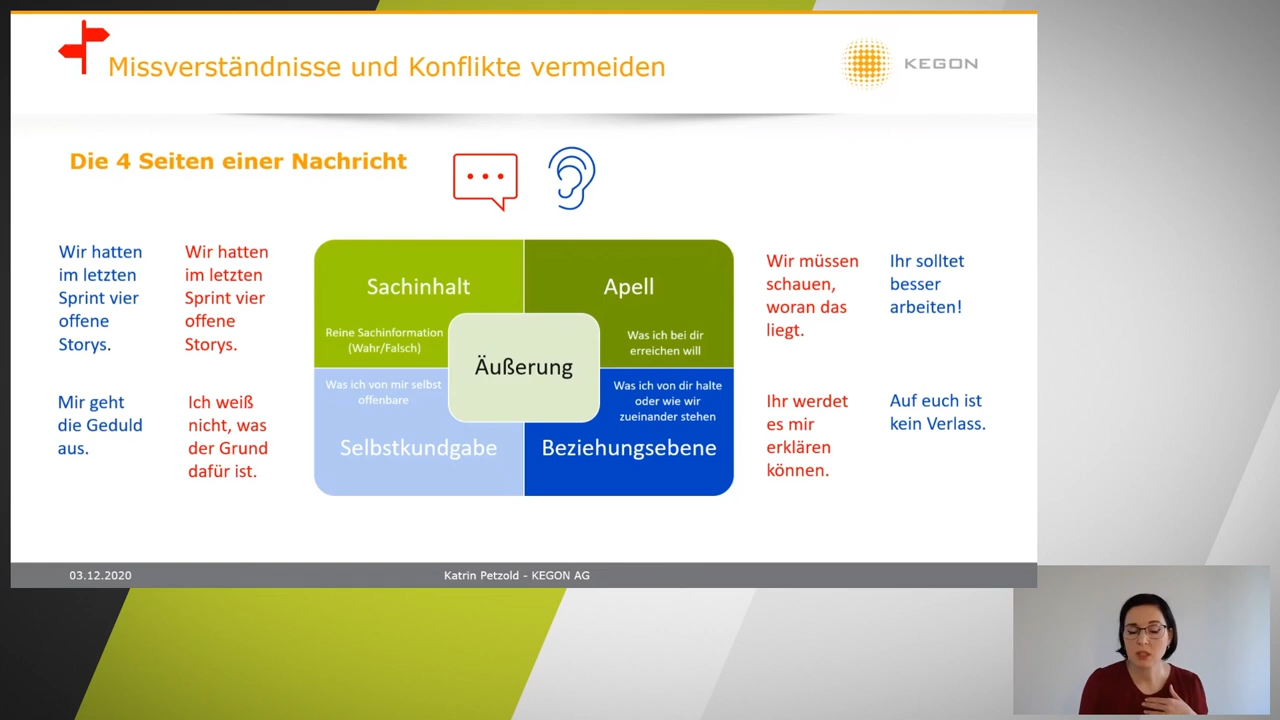 Missverständnisse und Konflikte vermeiden
KEGON
Die 4 Seiten einer Nachricht
Wir hatten
im letzten
Sprint vier
offene
Storys.
Wir hatten
im letzten
Sprint vier
offene
Storys.
Sachinhalt
Reine Sachinformation
(Wahr/Falsch)
Apell
Was ich bei dir
erreichen will
Äußerung
Wir müssen
schauen,
woran das
liegt.
Ihr solltet
besser
arbeiten!
Mir geht
die Geduld
aus.
Ich weiß
nicht, was
der Grund
dafür ist.
Was ich von mir selbst
offenbare
Selbstkundgabe
Was ich von dir halte
oder wie wir
zueinander stehen
Beziehungsebene
Ihr werdet
es mir
erklären
können.
Auf euch ist
kein Verlass.
03.12.2020
Katrin Petzold - KEGON AG